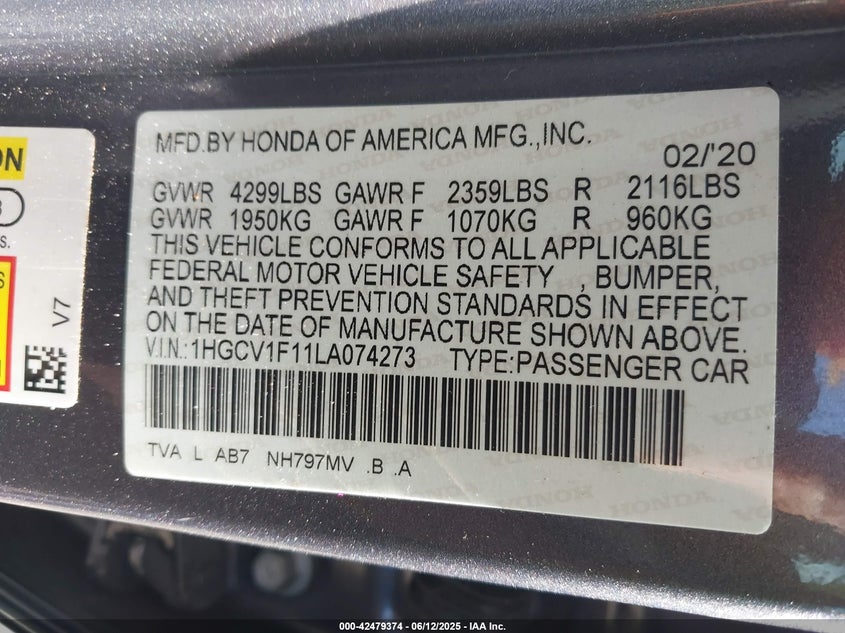 MFD.BY HONDA OF AMERICA MFG.,INC.
02/'20
GVWR 4299LBS GAWR F 2359LBS R 2116LBS
GVWR 1950KG GAWR F 1070KG R 960KG
THIS VEHICLE CONFORMS TO ALL APPLICABLE
FEDERAL MOTOR VEHICLE SAFETY , BUMPER,
AND THEFT PREVENTION STANDARDS IN EFFECT
ON THE DATE OF MANUFACTURE SHOWN ABOVE.
V.I.N.:1HGCV1F11LA074273 TYPE:PASSENGER CAR
TVA L AB7 NH797MV .B .A
V7
000-42479374 - 06/12/2025 - IAA Inc.